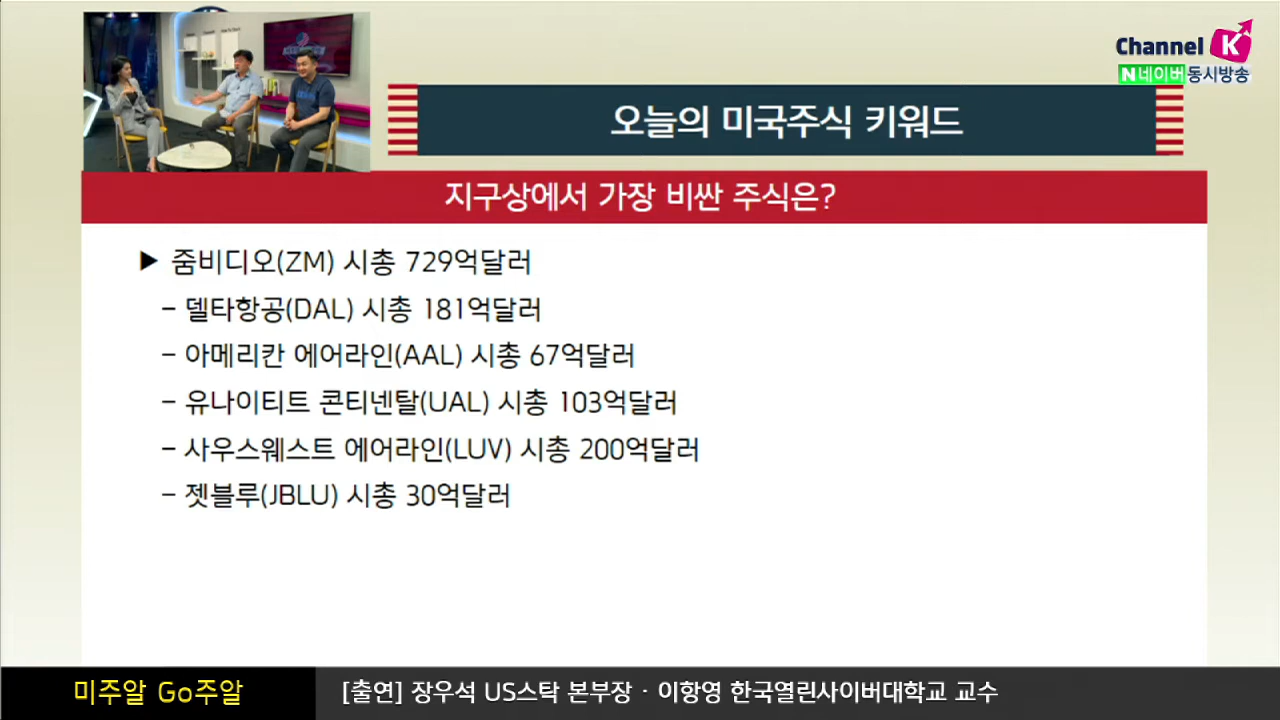 Channel K
N 네이버 동시방송
오늘의 미국주식 키워드
지구상에서 가장 비싼 주식은?
▶ 줌비디오(ZM) 시총 729억달러
- 델타항공(DAL) 시총 181억달러
- 아메리칸 에어라인(AAL) 시총 67억달러
- 유나이티트 콘티넨탈(UAL) 시총 103억달러
- 사우스웨스트 에어라인(LUV) 시총 200억달러
- 젯블루(JBLU) 시총 30억달러
미주알 Go주알
[출연] 장우석 US스탁 본부장 · 이항영 한국열린사이버대학교 교수